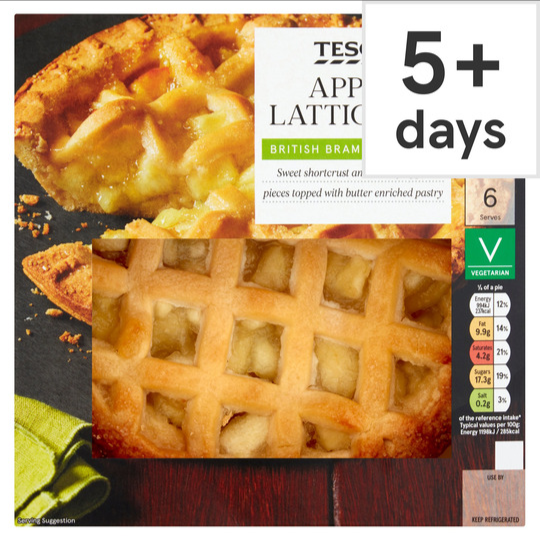 5+
days
TES
APP
LATTIC
BRITISH BRAM
Sweet shortcrust an
pieces topped with butter enriched pastry
6
Serves
V
VEGETARIAN
¼ of a pie
Energy
994kJ
237kcal
12%
Fat
9.9g
14%
Saturates
4.2g
21%
Sugars
17.3g
19%
Salt
0.2g
3%
of the reference intake*
Typical values per 100g:
Energy 1198kJ / 285kcal
USE BY
KEEP REFRIGERATED
Serving Suggestion